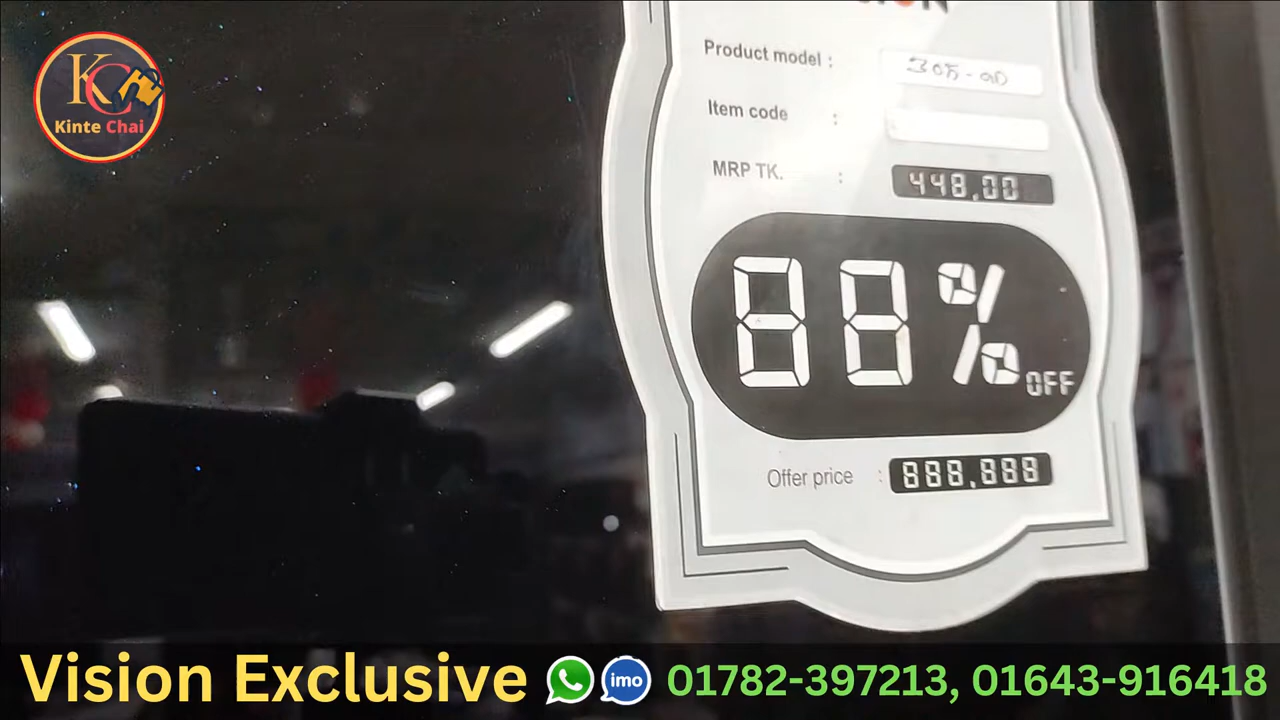 KC
Kinte Chai
Product model :
Item code :
MRP TK. : 448,00
88% OFF
Offer price : 888,888
Vision Exclusive imo 01782-397213, 01643-916418